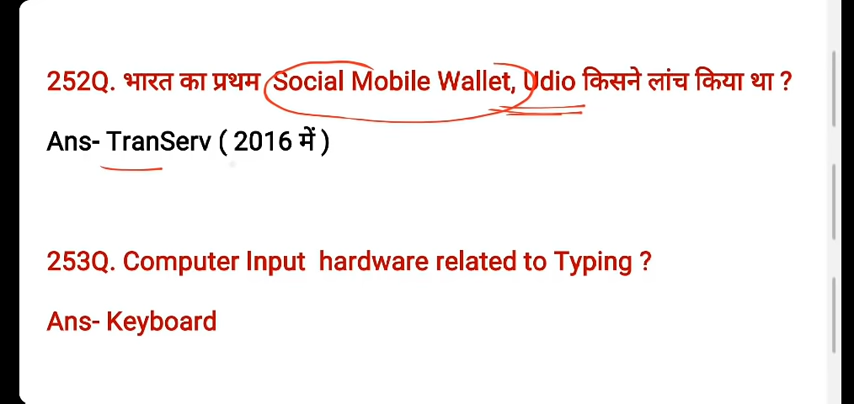 252Q. भारत का प्रथम Social Mobile Wallet, Udio किसने लांच किया था ?
Ans- TranServ ( 2016 में )
253Q. Computer Input hardware related to Typing ?
Ans- Keyboard